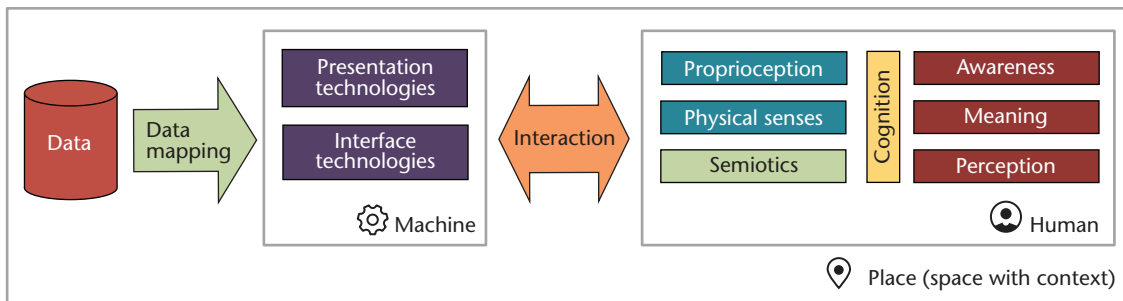 Data
Data
mapping
Presentation
technologies
Interface
technologies
Machine
Interaction
Proprioception
Physical senses
Semiotics
Cognition
Awareness
Meaning
Perception
Human
Place (space with context)